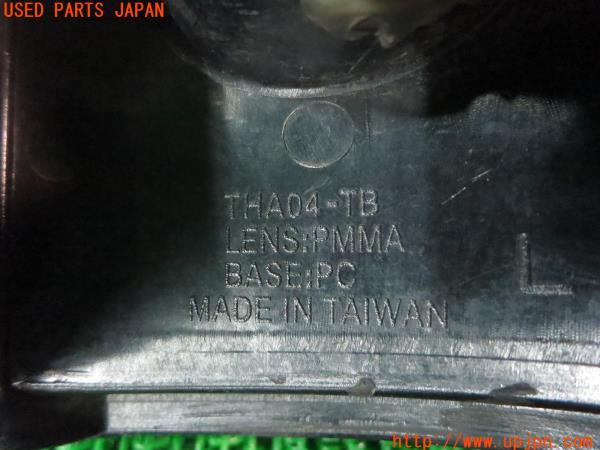 USED PARTS JAPAN
THA04-TB
LENS:PMMA
BASE:PC
MADE IN TAIWAN
L
http://www.upjpn.com